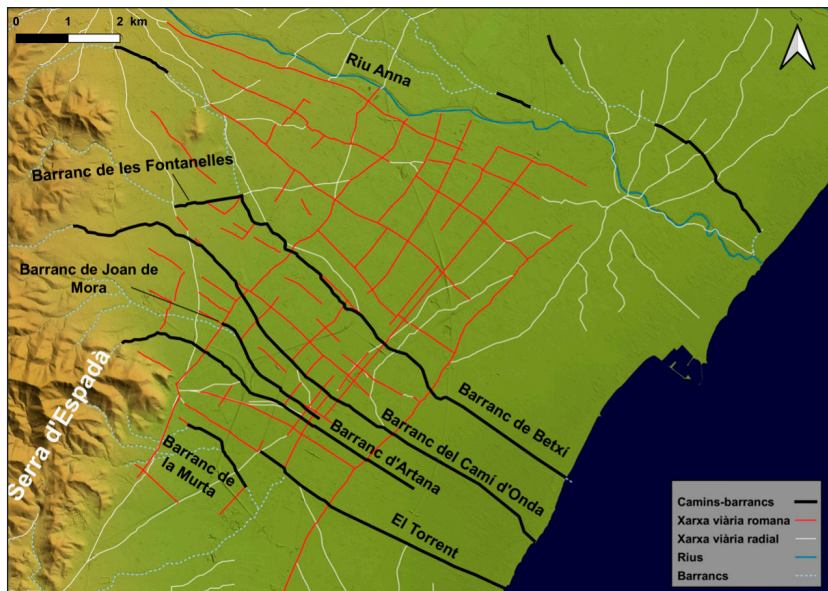 0 1 2 km
Riu Anna
Barranc de les Fontanelles
Barranc de Joan de
Mora
Serra d'Espadà
Barranc de Betxí
Barranc del Camí d'Onda
Barranc d'Artana
Barranc de
la Murta
El Torrent
Camins-barrancs
Xarxa viària romana
Xarxa viària radial
Rius
Barrancs